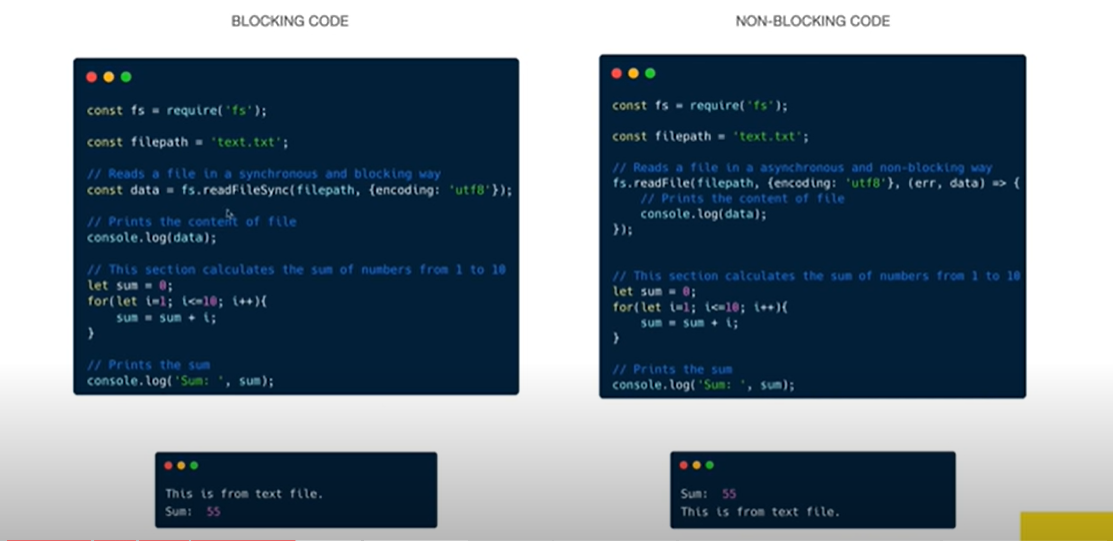 BLOCKING CODE
const fs = require('fs');
const filepath = 'text.txt';
// Reads a file in a synchronous and blocking way
const data = fs.readFileSync(filepath, {encoding: 'utf8'});
// Prints the content of file
console.log(data);
// This section calculates the sum of numbers from 1 to 10
let sum = 0;
for(let i=1; i<=10; i++){
    sum = sum + i;
}
// Prints the sum
console.log('Sum: ', sum);
This is from text file.
Sum:  55
NON-BLOCKING CODE
const fs = require('fs');
const filepath = 'text.txt';
// Reads a file in a asynchronous and non-blocking way
fs.readFile(filepath, {encoding: 'utf8'}, (err, data) => {
    // Prints the content of file
    console.log(data);
});
// This section calculates the sum of numbers from 1 to 10
let sum = 0;
for(let i=1; i<=10; i++){
    sum = sum + i;
}
// Prints the sum
console.log('Sum: ', sum);
Sum:  55
This is from text file.